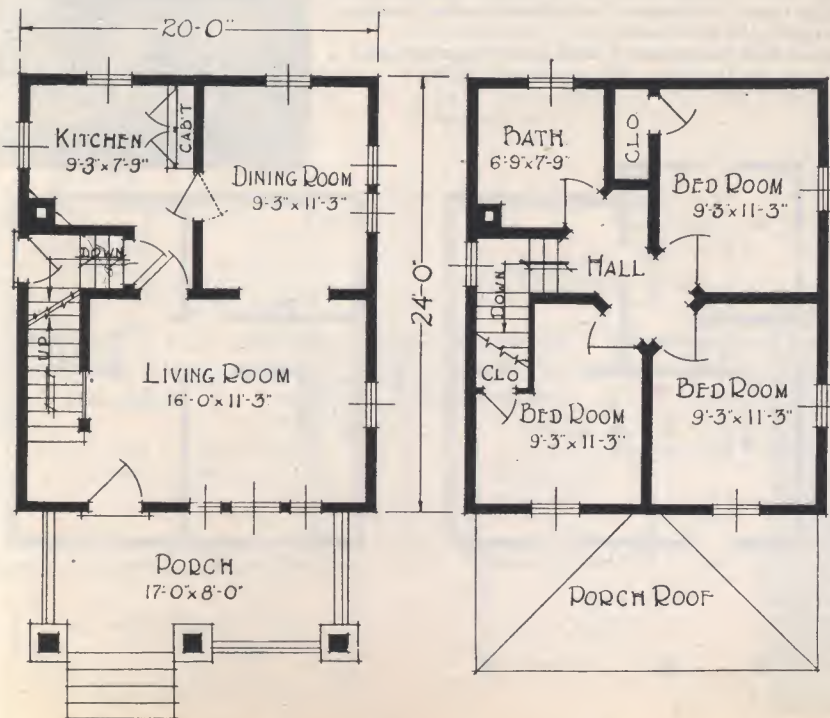 20-0"
KITCHEN
9-3"x7-9"
CAB'T
DINING ROOM
9-3"x11-3"
DOWN
UP
LIVING ROOM
16-0"x11-3"
PORCH
17-0"x8-0"
24-0"
BATH
6-9"x7-9"
CLO
BED ROOM
9-3"x11-3"
HALL
DOWN
CLO
BED ROOM
9-3"x11-3"
BED ROOM
9-3"x11-3"
PORCH ROOF